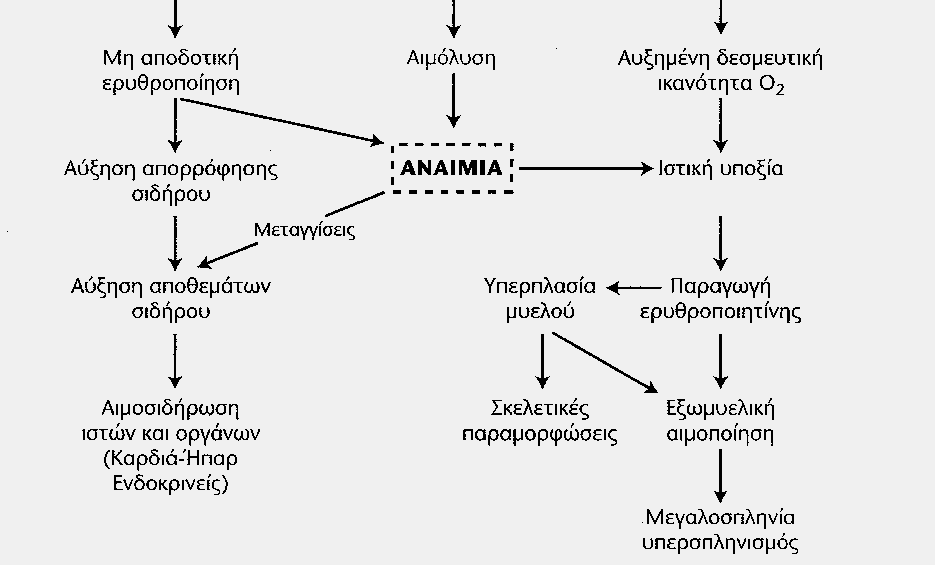 Μη αποδοτική
ερυθροποίηση
Αιμόλυση
Αυξημένη δεσμευτική
ικανότητα O₂
Αύξηση απορρόφησης
σιδήρου
ΑΝΑΙΜΙΑ
Ιστική υποξία
Μεταγγίσεις
Αύξηση αποθεμάτων
σιδήρου
Υπερπλασία
μυελού
Παραγωγή
ερυθροποιητίνης
Αιμοσιδήρωση
ιστών και οργάνων
(Καρδιά-Ήπαρ
Ενδοκρινείς)
Σκελετικές
παραμορφώσεις
Εξωμυελική
αιμοποίηση
Μεγαλοσπληνία
υπερσπληνισμός